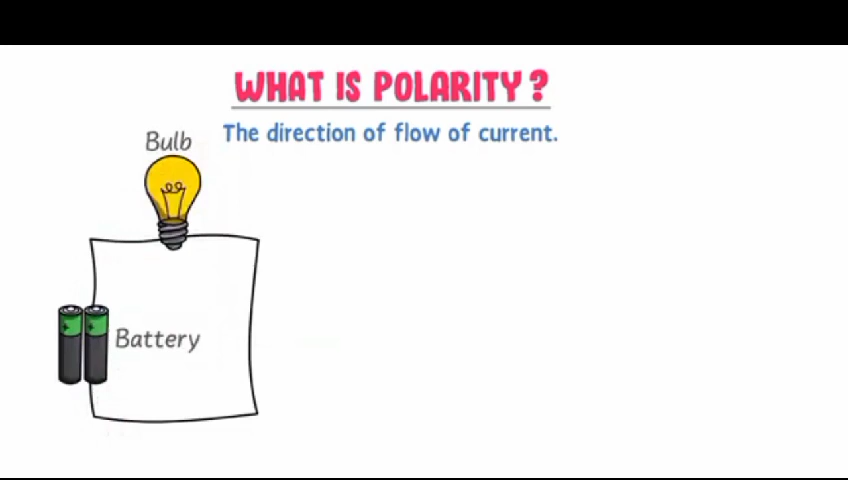 WHAT IS POLARITY?
The direction of flow of current.
Bulb
+ +
Battery